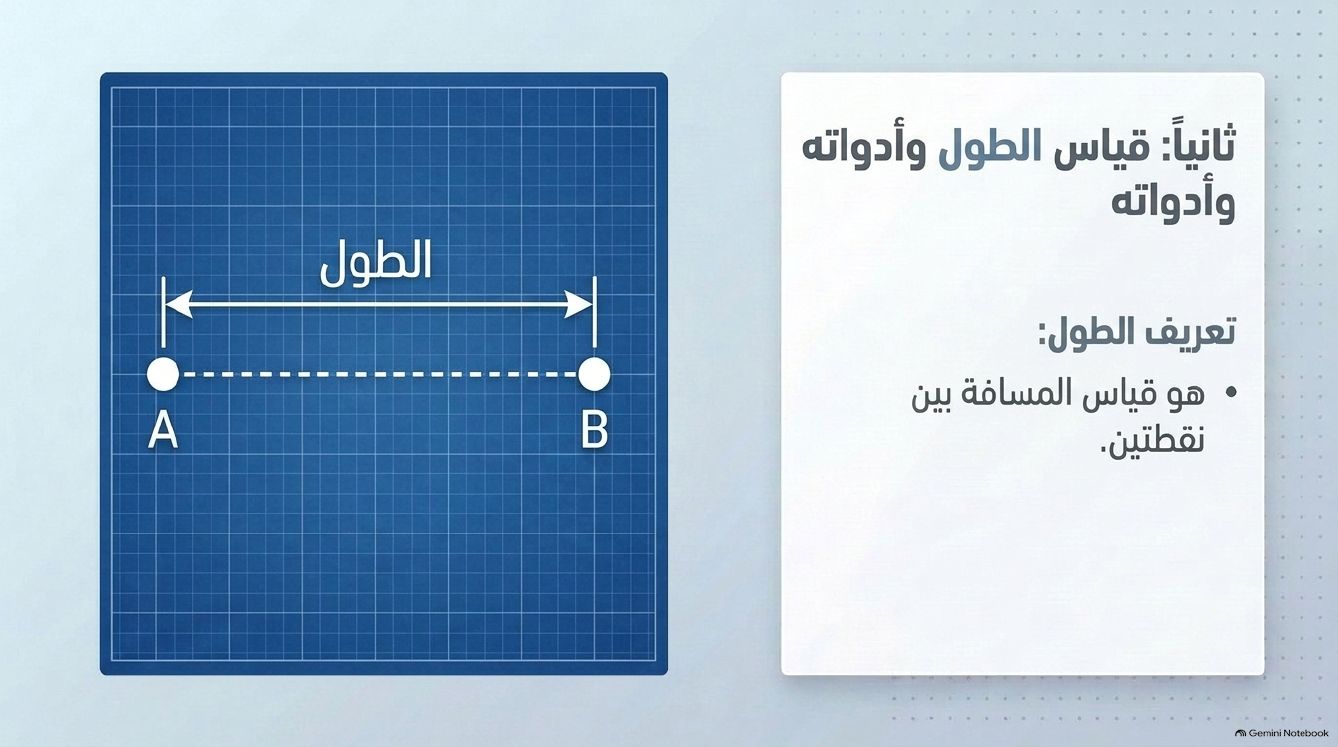 ثانياً: قياس الطول وأدواته
وأدواته
تعريف الطول:
• هو قياس المسافة بين
نقطتين.
الطول
A B
Gemini Notebook